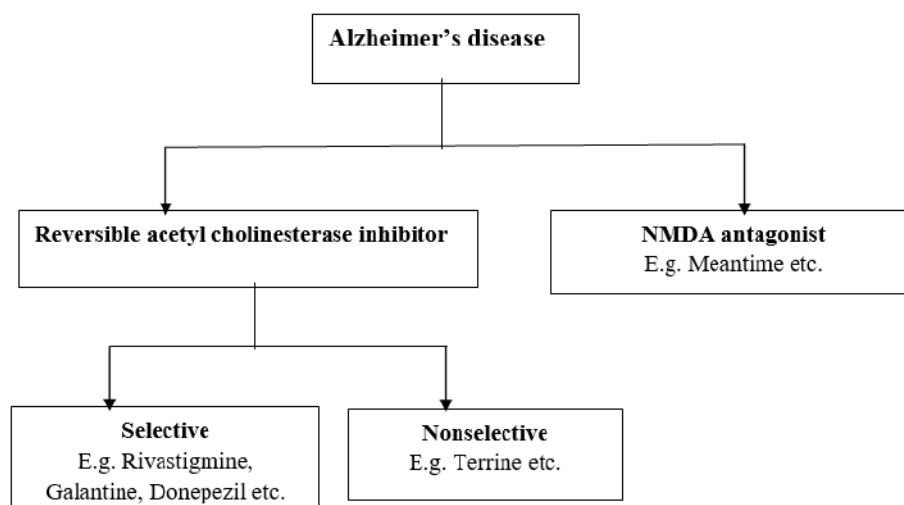 Alzheimer’s disease
Reversible acetyl cholinesterase inhibitor
NMDA antagonist
E.g. Meantime etc.
Selective
E.g. Rivastigmine,
Galantine, Donepezil etc.
Nonselective
E.g. Terrine etc.